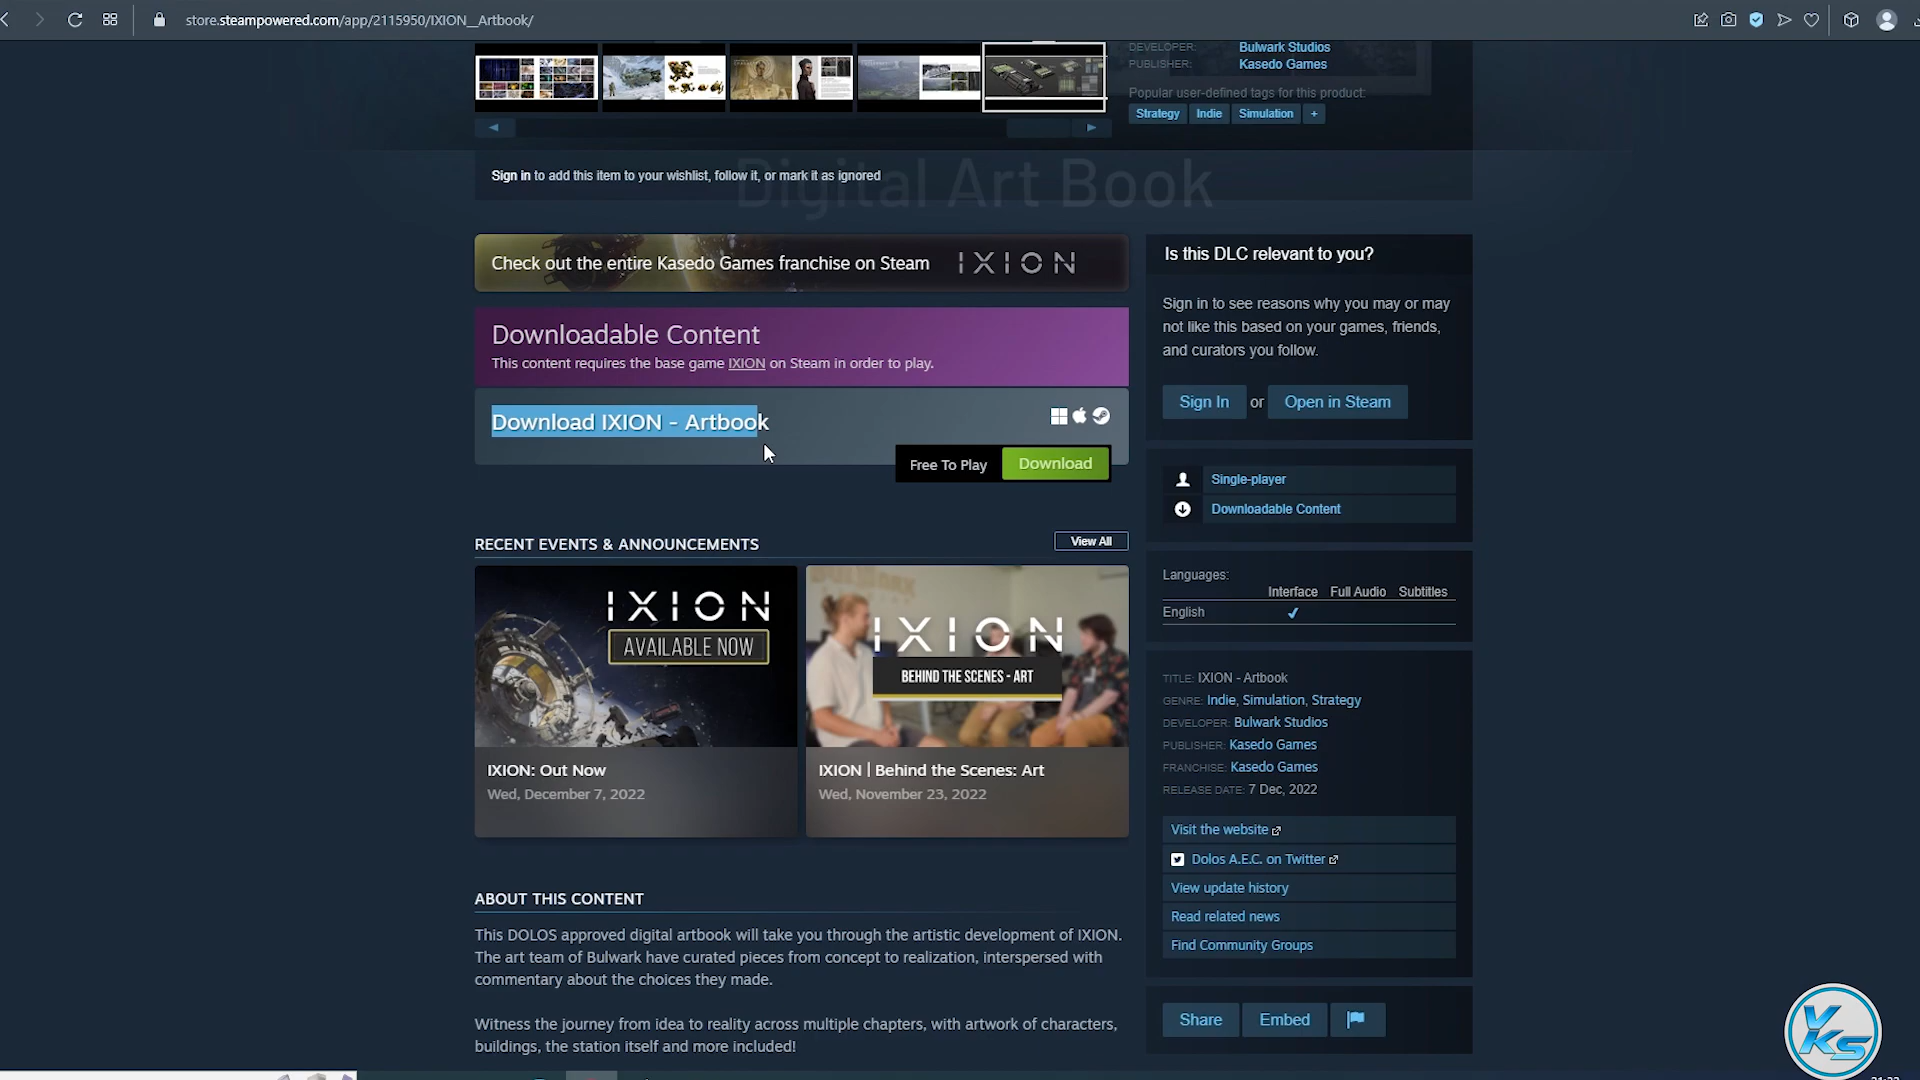 store.steampowered.com/app/2115950/IXION__Artbook/
DEVELOPER: Bulwark Studios
PUBLISHER: Kasedo Games
Popular user-defined tags for this product:
Strategy Indie Simulation +
Sign in to add this item to your wishlist, follow it, or mark it as ignored
Digital Art Book
Check out the entire Kasedo Games franchise on Steam IXION
Downloadable Content
This content requires the base game IXION on Steam in order to play.
Download IXION - Artbook
Free To Play Download
RECENT EVENTS & ANNOUNCEMENTS View All
IXION
AVAILABLE NOW
IXION: Out Now
Wed, December 7, 2022
IXION
BEHIND THE SCENES - ART
IXION | Behind the Scenes: Art
Wed, November 23, 2022
ABOUT THIS CONTENT
This DOLOS approved digital artbook will take you through the artistic development of IXION.
The art team of Bulwark have curated pieces from concept to realization, interspersed with
commentary about the choices they made.
Witness the journey from idea to reality across multiple chapters, with artwork of characters,
buildings, the station itself and more included!
Is this DLC relevant to you?
Sign in to see reasons why you may or may
not like this based on your games, friends,
and curators you follow.
Sign In or Open in Steam
Single-player
Downloadable Content
Languages:
Interface Full Audio Subtitles
English ✓
TITLE: IXION - Artbook
GENRE: Indie, Simulation, Strategy
DEVELOPER: Bulwark Studios
PUBLISHER: Kasedo Games
FRANCHISE: Kasedo Games
RELEASE DATE: 7 Dec, 2022
Visit the website
Dolos A.E.C. on Twitter
View update history
Read related news
Find Community Groups
Share Embed
VKS